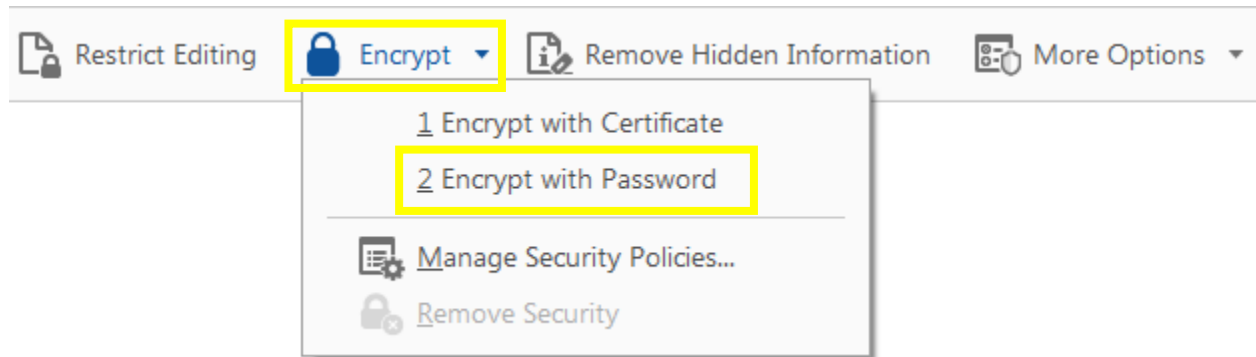 Restrict Editing Encrypt Remove Hidden Information More Options
1 Encrypt with Certificate
2 Encrypt with Password
Manage Security Policies...
Remove Security